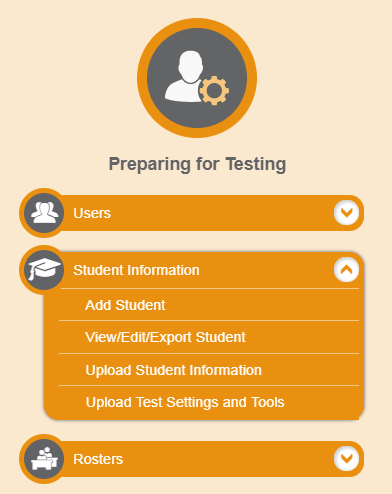 Preparing for Testing
Users
Student Information
Add Student
View/Edit/Export Student
Upload Student Information
Upload Test Settings and Tools
Rosters